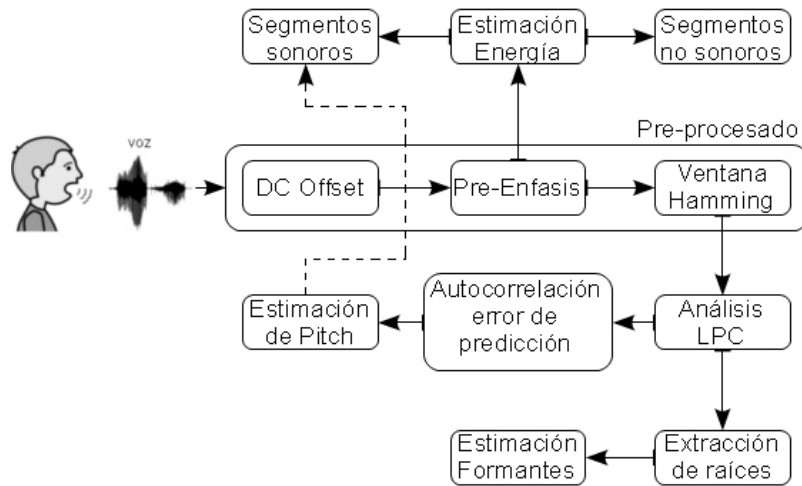 Segmentos
sonoros
Estimación
Energía
Segmentos
no sonoros
Pre-procesado
voz
DC Offset
Pre-Enfasis
Ventana
Hamming
Estimación
de Pitch
Autocorrelación
error de
predicción
Análisis
LPC
Estimación
Formantes
Extracción
de raíces